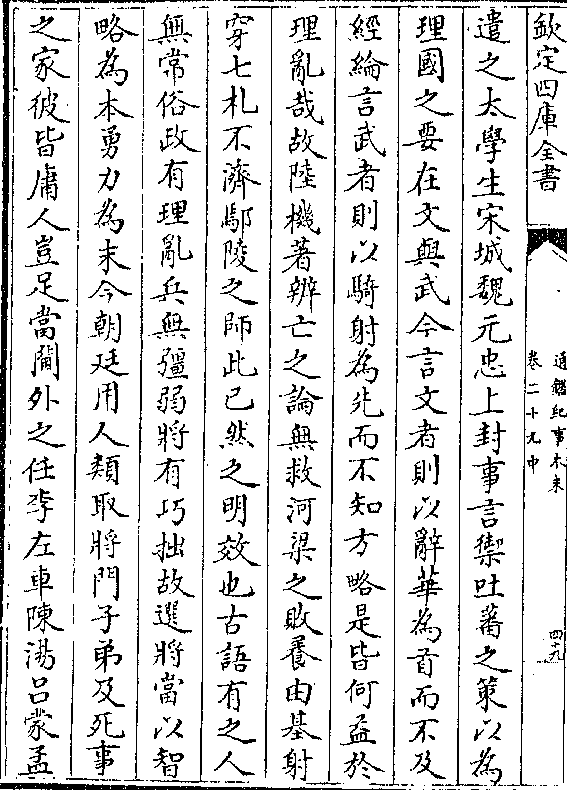 欽定四庫全書
通鑑紀事本末
卷二十九中
四十九
遣之太學生宋城魏元忠上封事言禦吐蕃之策以為
理國之要在文與武今言文者則以辭華為首而不及
經綸言武者則以騎射為先而不知方略是皆何益於
理亂哉故陸機著辨亡之論無救河梁之敗養由基射
穿七札不濟鄢陵之師此已然之明效也古語有之人
無常俗政有理亂兵無彊弱將有巧拙故選將當以智
略為本勇力為末今朝廷用人類取將門子弟及死事
之家彼皆庸人豈足當閫外之任李左車陳湯呂蒙孟